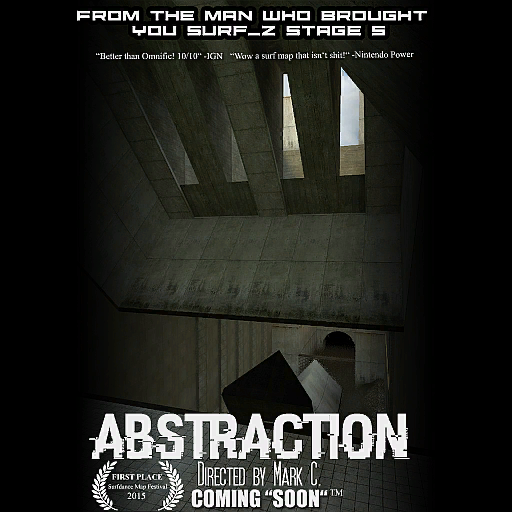 FROM THE MAN WHO BROUGHT
YOU SURF_Z STAGE 5
"Better than Omnific! 10/10" -IGN "Wow a surf map that isn't shit!" -Nintendo Power
ABSTRACTION
DIRECTED BY MARK C.
COMING "SOON"™
FIRST PLACE
Surfdance Map Festival
2015